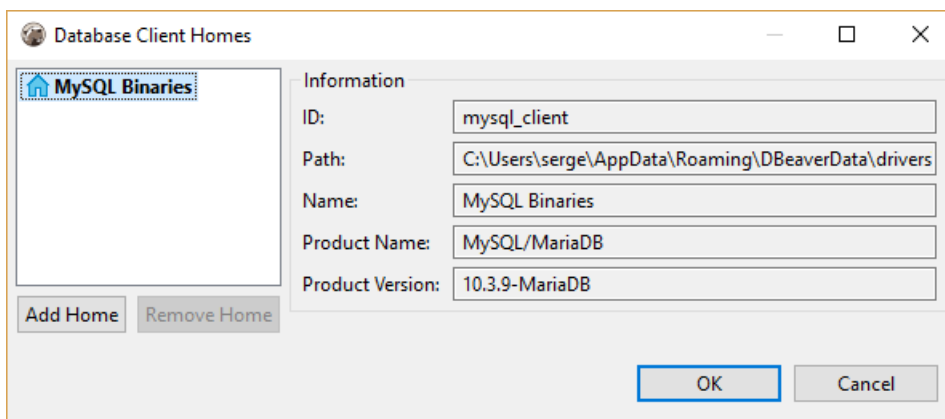 Database Client Homes
MySQL Binaries
Information
ID: mysql_client
Path: C:\Users\serge\AppData\Roaming\DBeaverData\drivers
Name: MySQL Binaries
Product Name: MySQL/MariaDB
Product Version: 10.3.9-MariaDB
Add Home Remove Home
OK Cancel